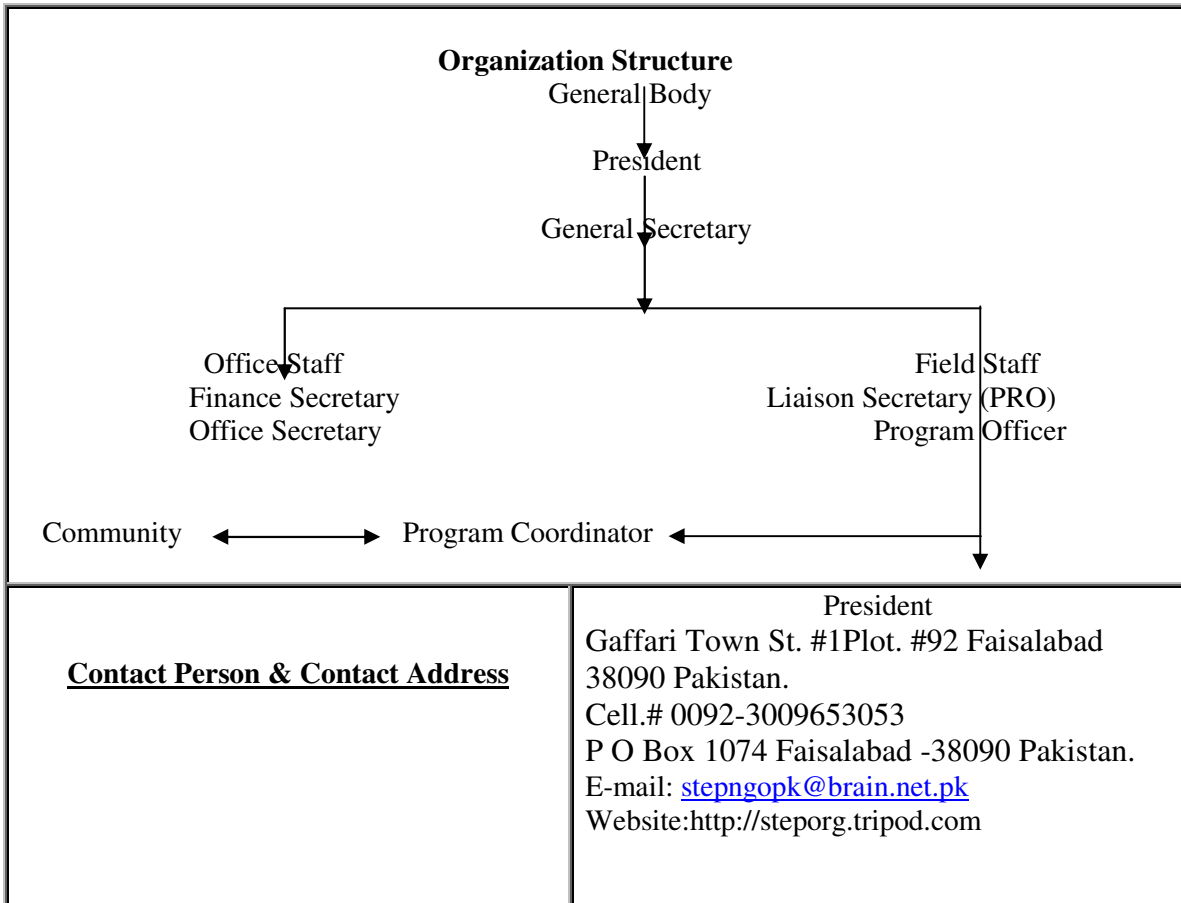 Organization Structure
General Body
President
General Secretary
Office Staff
Finance Secretary
Office Secretary
Field Staff
Liaison Secretary (PRO)
Program Officer
Community
Program Coordinator
Contact Person & Contact Address
President
Gaffari Town St. #1Plot. #92 Faisalabad
38090 Pakistan.
Cell.# 0092-3009653053
P O Box 1074 Faisalabad -38090 Pakistan.
E-mail: stepngopk@brain.net.pk
Website:http://steporg.tripod.com